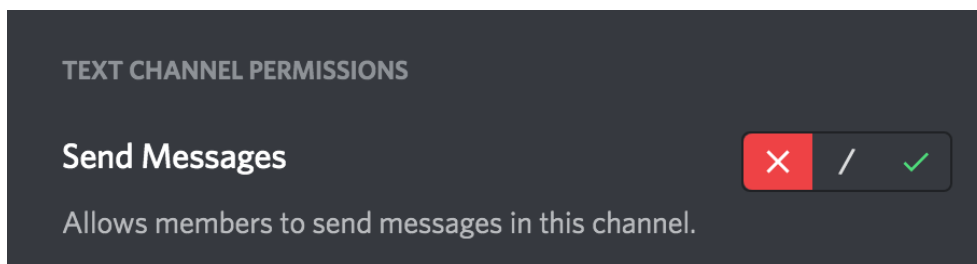 TEXT CHANNEL PERMISSIONS
Send Messages
Allows members to send messages in this channel.